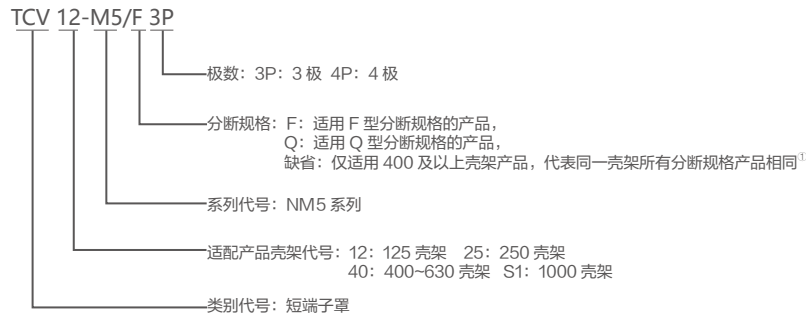 TCV 12-M5/F 3P
极数：3P：3 极 4P：4 极
分断规格：F：适用 F 型分断规格的产品，
Q：适用 Q 型分断规格的产品，
缺省：仅适用 400 及以上壳架产品，代表同一壳架所有分断规格产品相同①
系列代号：NM5 系列
适配产品壳架代号：12：125 壳架 25：250 壳架
40：400~630 壳架 S1：1000 壳架
类别代号：短端子罩